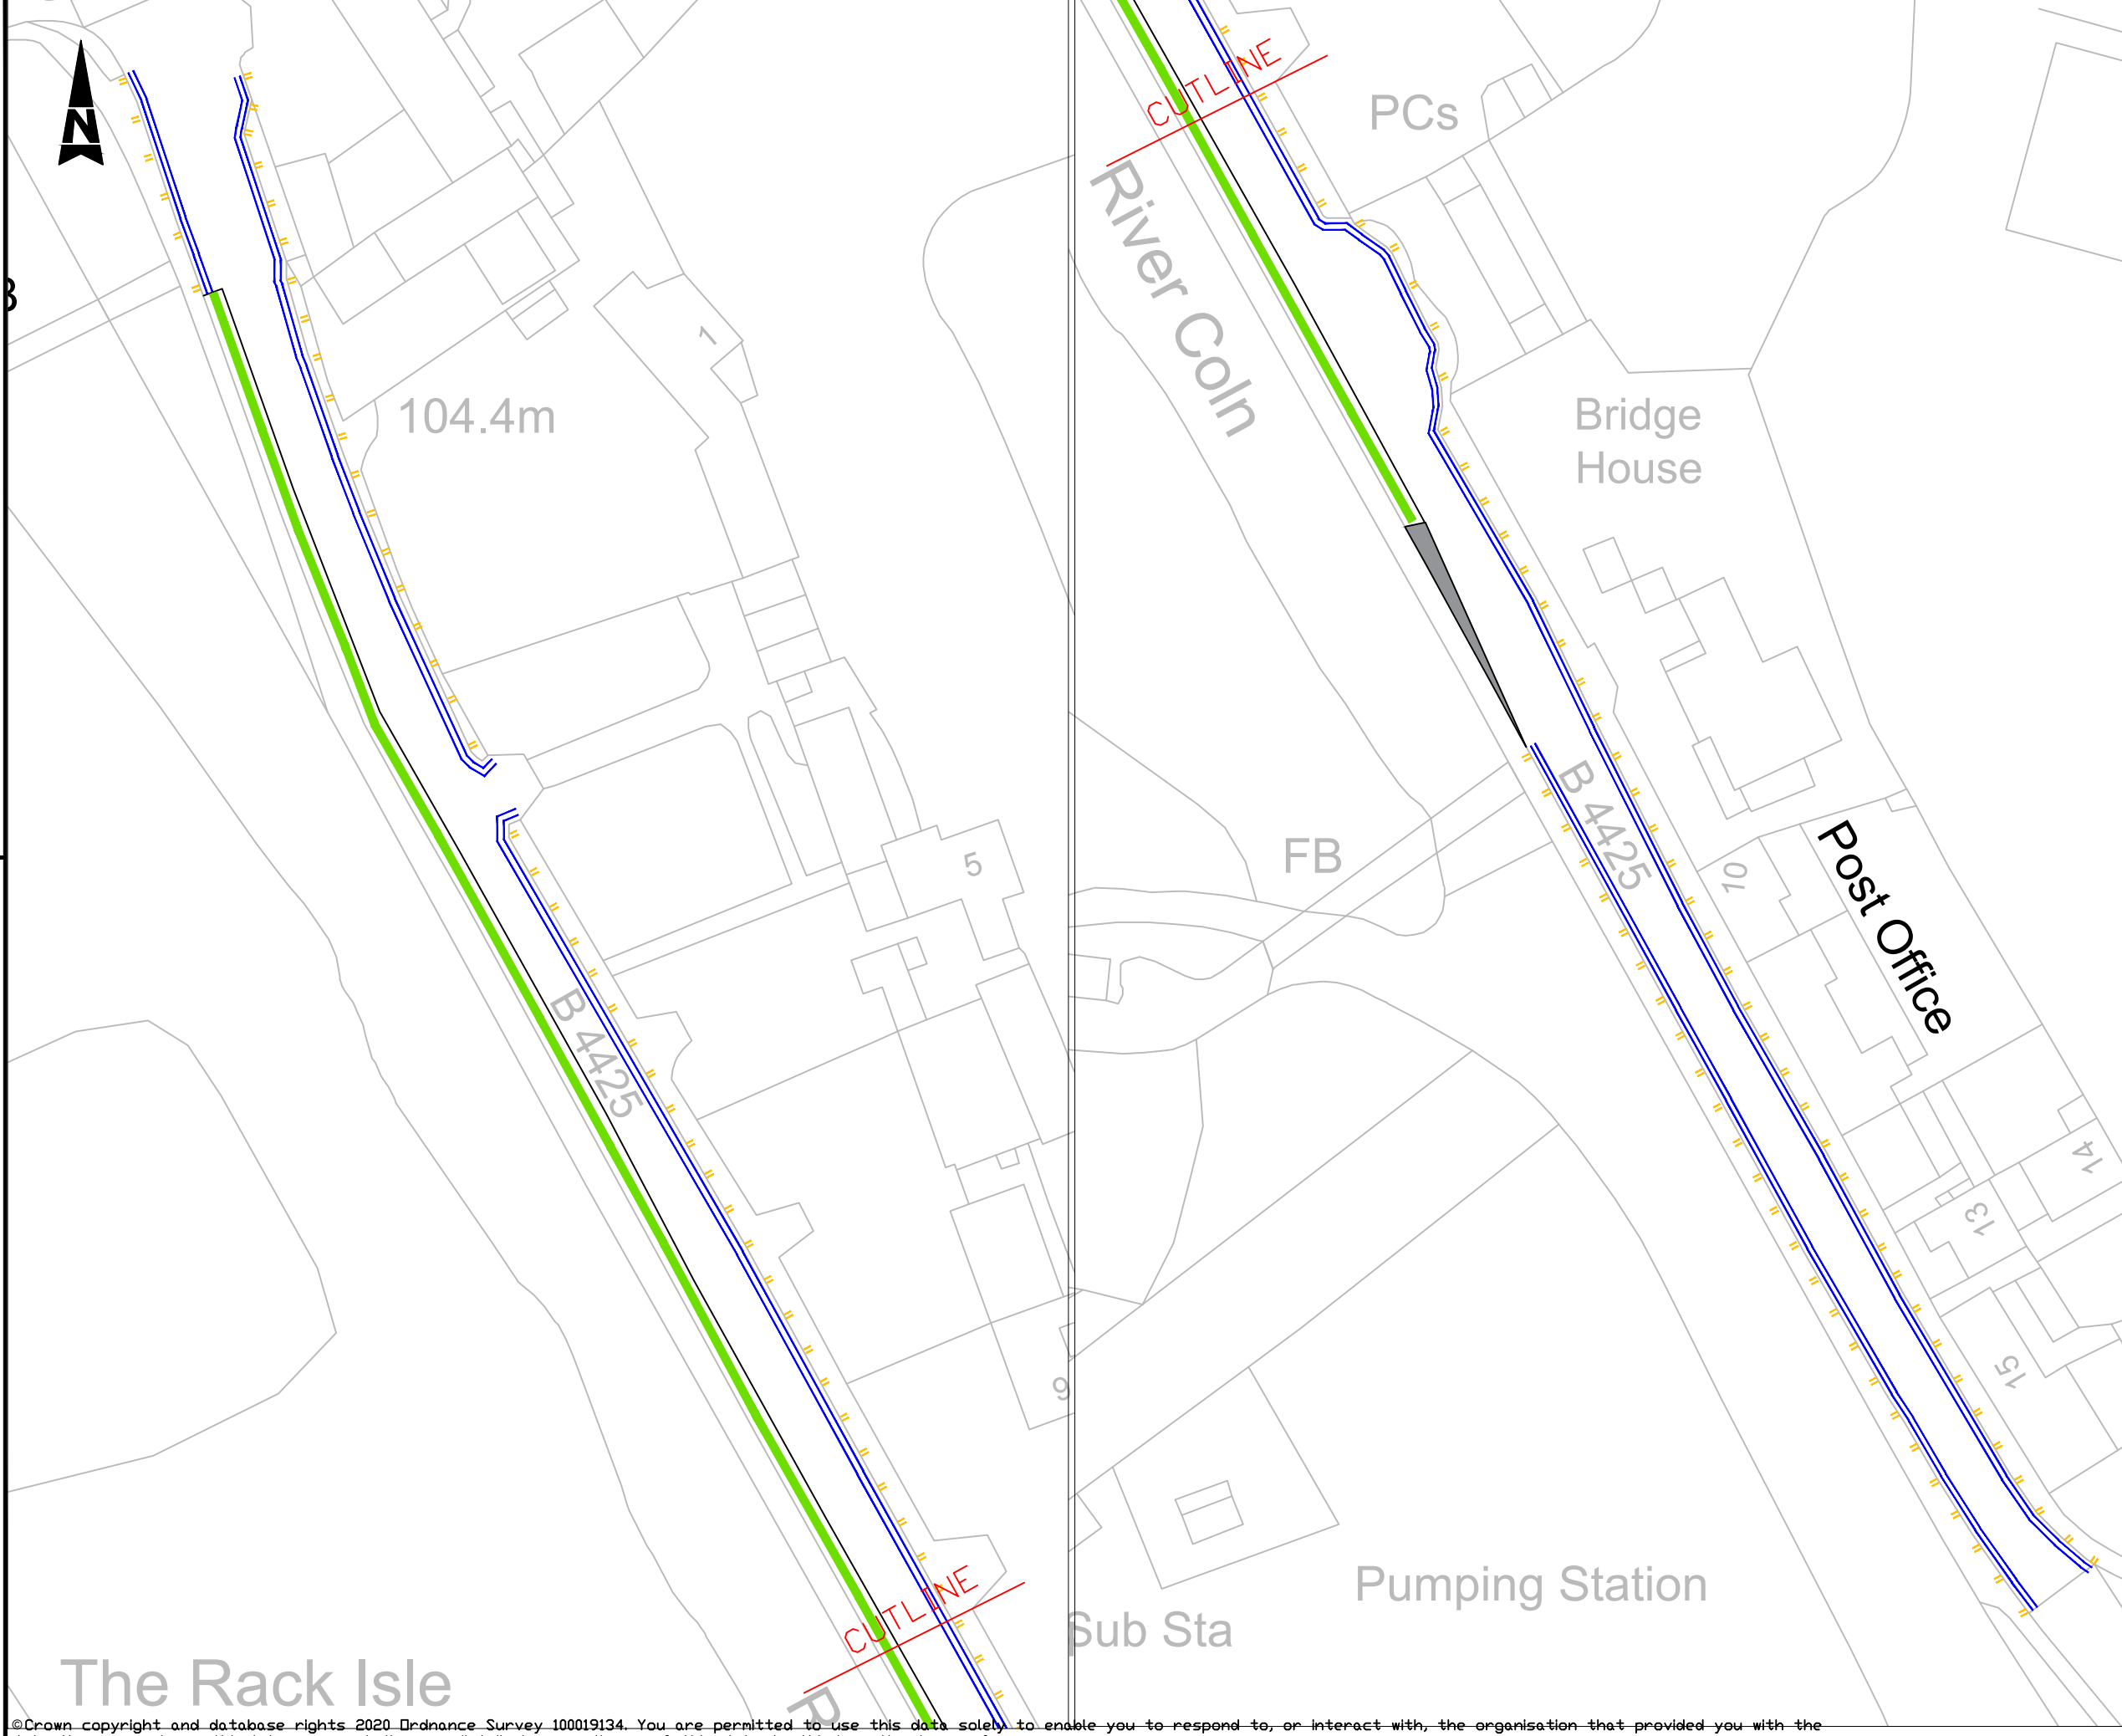 N
104.4m
1
5
B 4425
9
CUTLINE
The Rack Isle
CUTLINE
PCs
River Coln
Bridge
House
FB
B 4425
10
Post Office
14
13
15
Pumping Station
Sub Sta
©Crown copyright and database rights 2020 Ordnance Survey 100019134. You are permitted to use this data solely to enable you to respond to, or interact with, the organisation that provided you with the